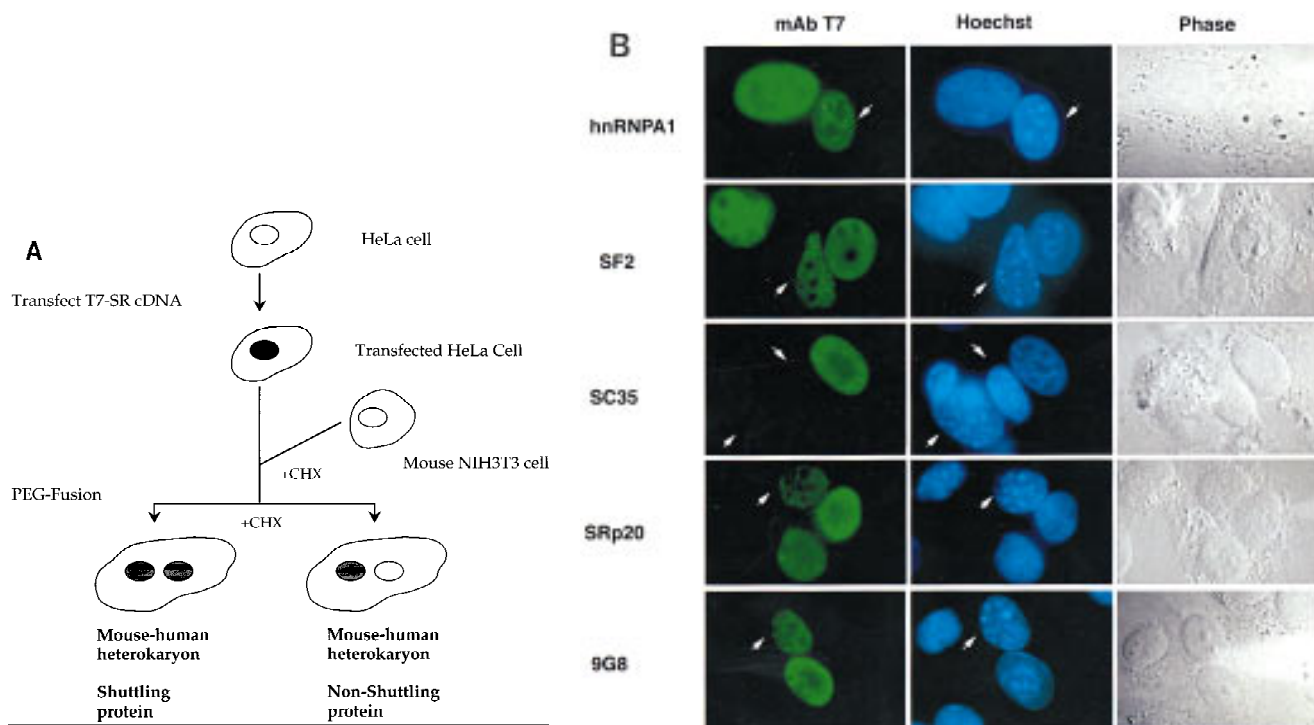 A
HeLa cell
Transfect T7-SR cDNA
Transfected HeLa Cell
+CHX
Mouse NIH3T3 cell
PEG-Fusion
+CHX
Mouse-human
heterokaryon
Shuttling
protein
Mouse-human
heterokaryon
Non-Shuttling
protein
B
mAb T7
Hoechst
Phase
hnRNPA1
SF2
SC35
SRp20
9G8